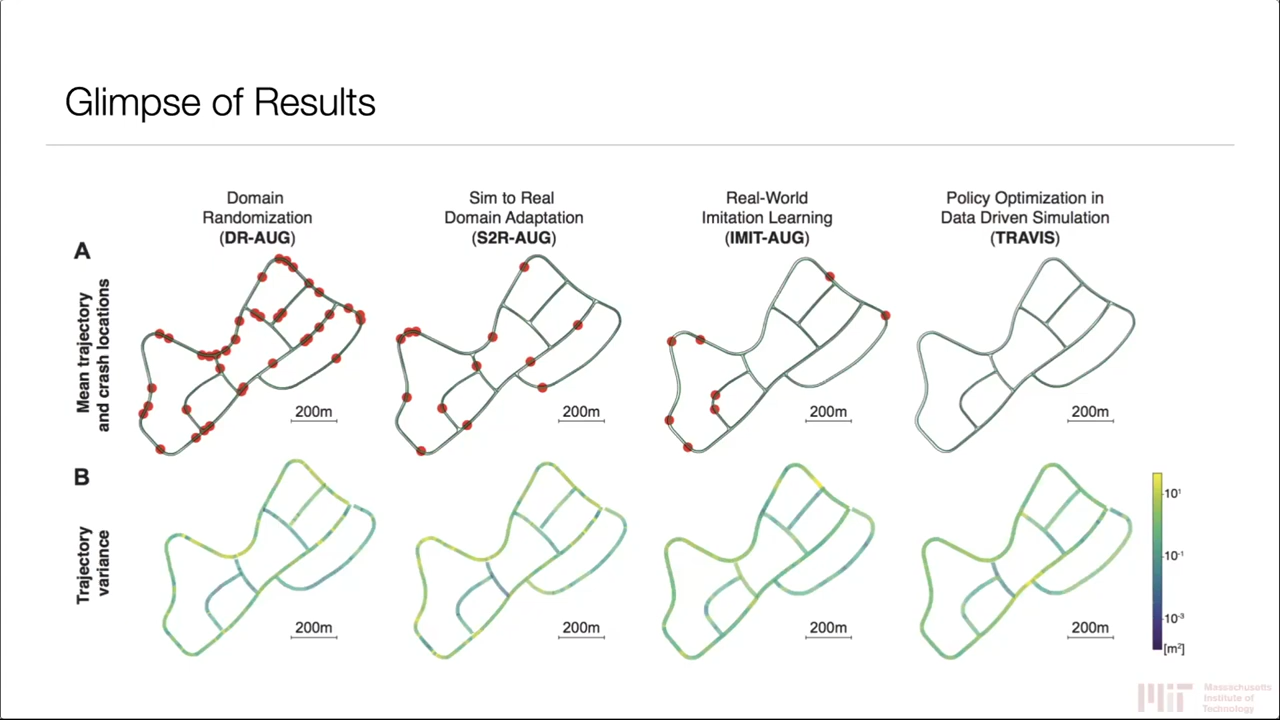 Glimpse of Results
Domain
Randomization
(DR-AUG)
Sim to Real
Domain Adaptation
(S2R-AUG)
Real-World
Imitation Learning
(IMIT-AUG)
Policy Optimization in
Data Driven Simulation
(TRAVIS)
A
Mean trajectory
and crash locations
200m
200m
200m
200m
B
Trajectory
variance
200m
200m
200m
200m
10¹
10⁻¹
10⁻³
[m²]
MIT
Massachusetts
Institute of
Technology